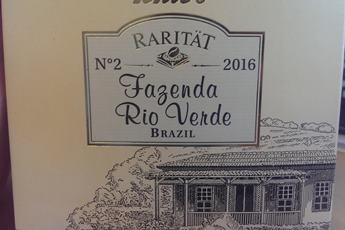 RARITÄT
Nº2 2016
Fazenda
Rio Verde
BRAZIL